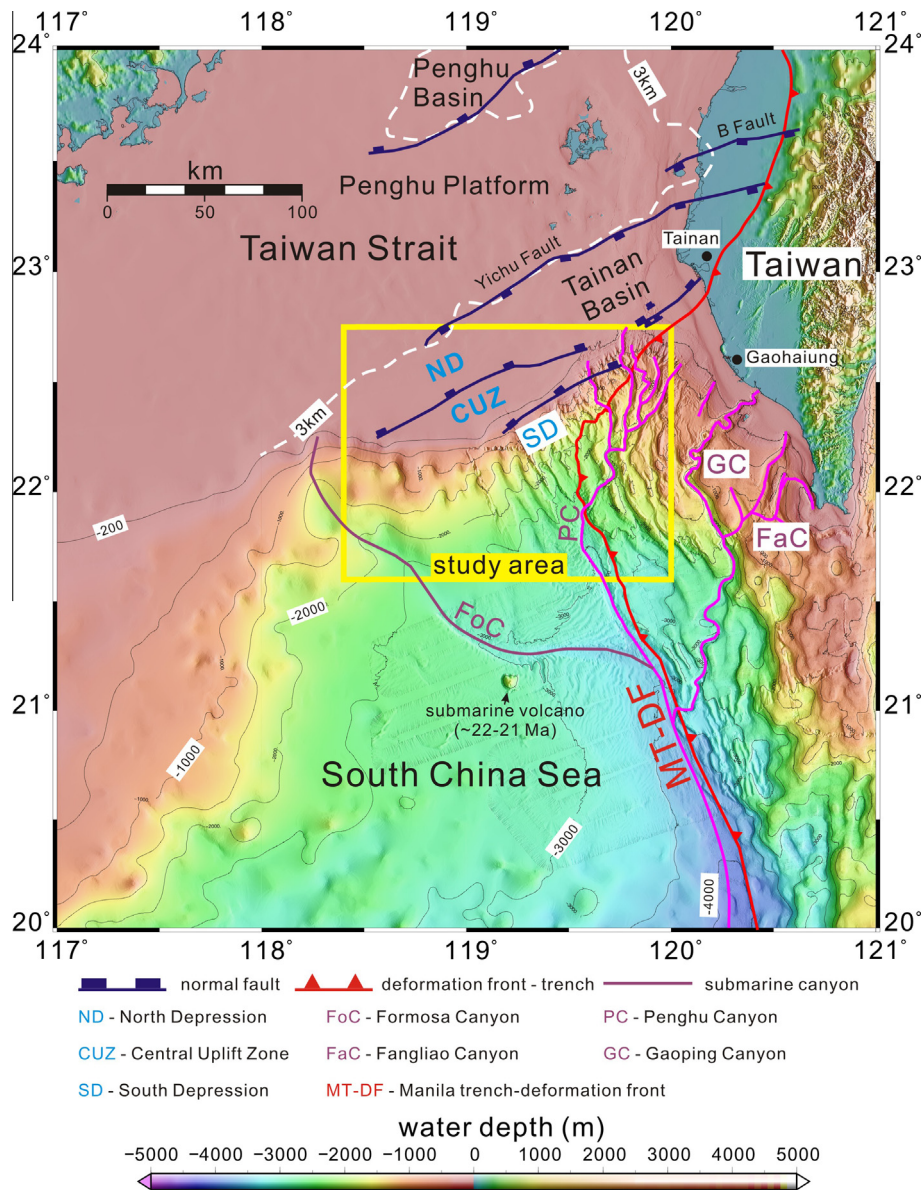 117° 118° 119° 120° 121°
24° 24°
Penghu
Basin
3km
B Fault
km
0 50 100
Penghu Platform
Taiwan Strait
Tainan
23° 23°
Yichu Fault
Tainan
Basin
Taiwan
Gaohaiung
ND
CUZ
SD
3km
GC
22° 22°
-200
PC
FaC
study area
-2000
FoC
21° 21°
submarine volcano
(~22-21 Ma)
MT-DF
-1000
South China Sea
-3000
-4000
20° 20°
117° 118° 119° 120° 121°
normal fault deformation front - trench submarine canyon
ND - North Depression FoC - Formosa Canyon PC - Penghu Canyon
CUZ - Central Uplift Zone FaC - Fangliao Canyon GC - Gaoping Canyon
SD - South Depression MT-DF - Manila trench-deformation front
water depth (m)
−5000 −4000 −3000 −2000 −1000 0 1000 2000 3000 4000 5000